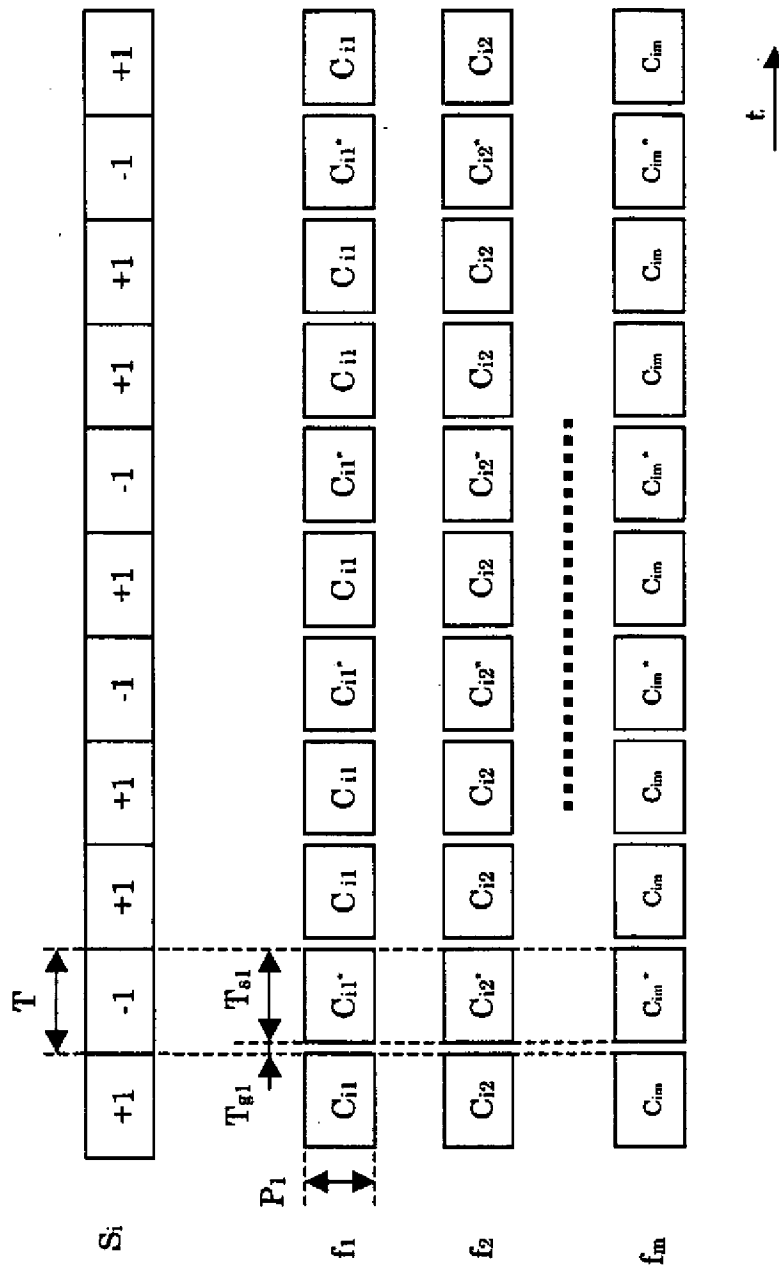 T
Si +1 -1 +1 +1 -1 +1 -1 +1 +1 -1 +1
Tg1 Ts1
P1
f1 Ci1 Ci1* Ci1 Ci1 Ci1* Ci1 Ci1* Ci1 Ci1 Ci1* Ci1
f2 Ci2 Ci2* Ci2 Ci2 Ci2* Ci2 Ci2* Ci2 Ci2 Ci2* Ci2
fm Cim Cim* Cim Cim Cim* Cim Cim* Cim Cim Cim* Cim
t